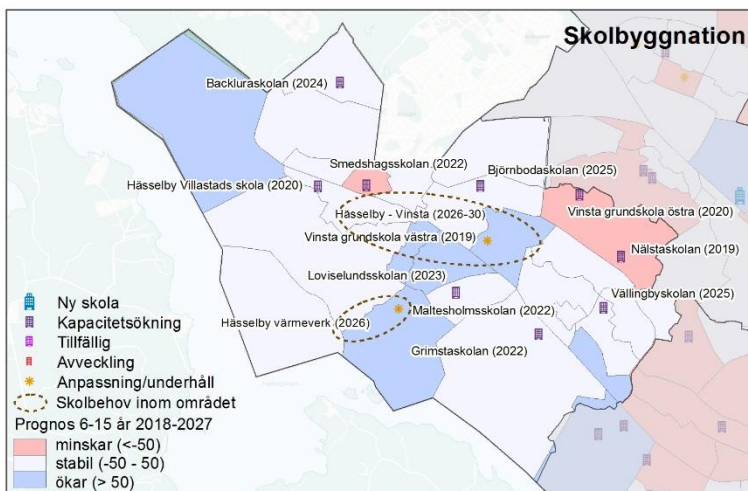 Skolbyggnation
Backluraskolan (2024)
Smedshagsskolan (2022)
Björnbodaskolan (2025)
Hässelby Villastads skola (2020)
Hässelby - Vinsta (2026-30)
Vinsta grundskola östra (2020)
Vinsta grundskola västra (2019)
Nälstaskolan (2019)
Loviselundsskolan (2023)
Vällingbyskolan (2025)
Maltesholmsskolan (2022)
Hässelby värmeverk (2026)
Grimstaskolan (2022)
Ny skola
Kapacitetsökning
Tillfällig
Avveckling
Anpassning/underhåll
Skolbehov inom området
Prognos 6-15 år 2018-2027
minskar (<-50)
stabil (-50 - 50)
ökar (> 50)